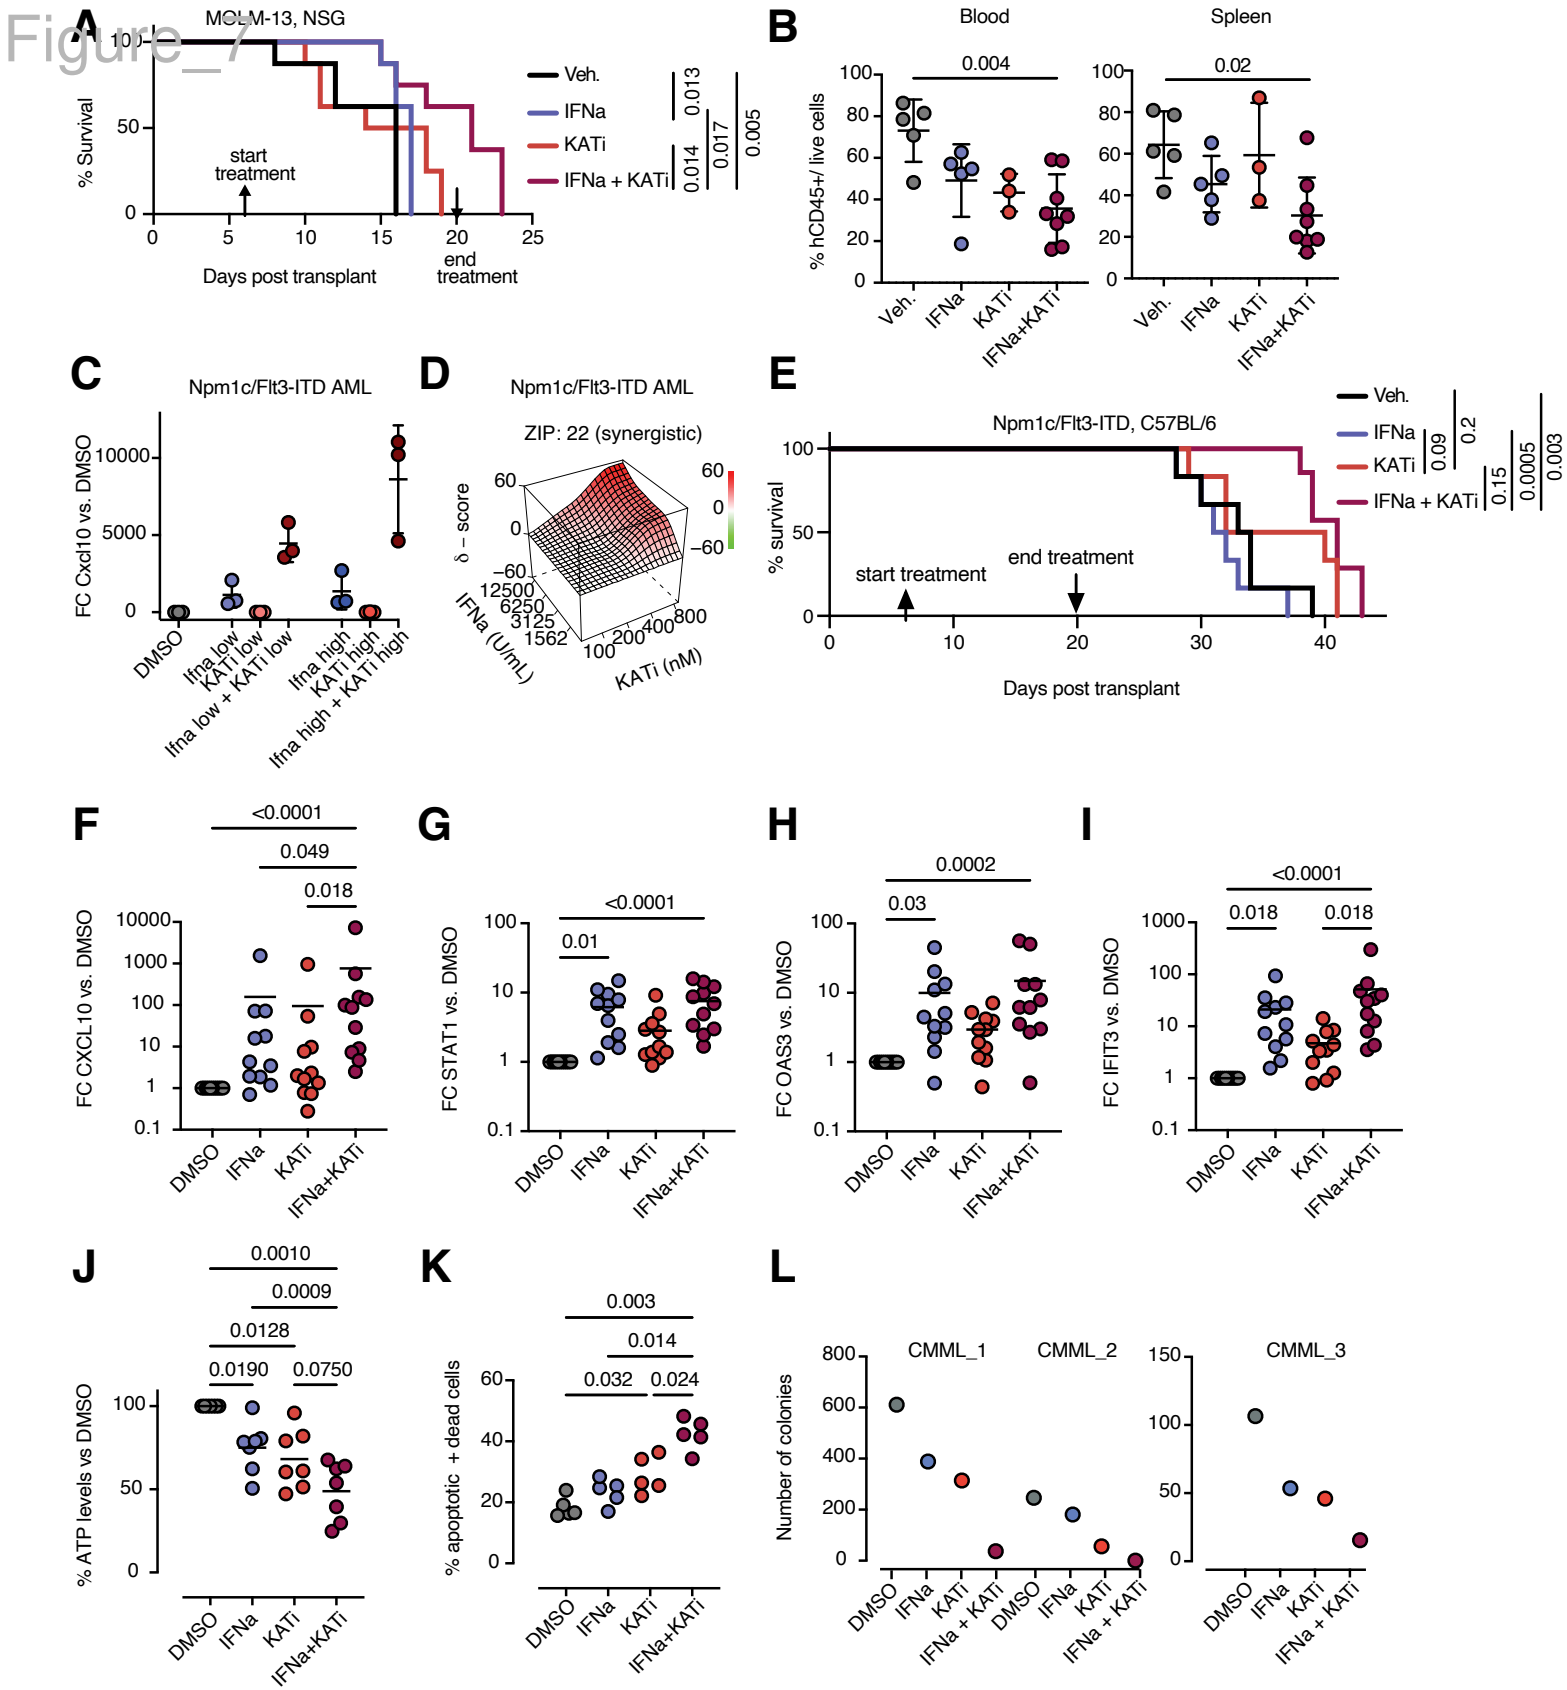 Figure_7
A
MOLM-13, NSG
% Survival
100
50
0
0 5 10 15 20 25
start
treatment
end
treatment
Days post transplant
Veh.
IFNa
KATi
IFNa + KATi
0.013
0.014
0.017
0.005
B
Blood
Spleen
% hCD45+/ live cells
0.004
100
80
60
40
20
0
Veh.
IFNa
KATi
IFNa+KATi
0.02
100
80
60
40
20
0
Veh.
IFNa
KATi
IFNa+KATi
C
Npm1c/Flt3-ITD AML
FC Cxcl10 vs. DMSO
10000
5000
0
DMSO
Ifna low
KATi low
Ifna low + KATi low
Ifna high
KATi high
Ifna high + KATi high
D
Npm1c/Flt3-ITD AML
ZIP: 22 (synergistic)
δ – score
60
0
−60
12500
6250
3125
1562
IFNa (U/mL)
100
200
400
800
KATi (nM)
60
0
−60
E
Npm1c/Flt3-ITD, C57BL/6
% survival
100
50
0
0 10 20 30 40
start treatment
end treatment
Days post transplant
Veh.
IFNa
KATi
IFNa + KATi
0.09
0.2
0.15
0.0005
0.003
F
<0.0001
0.049
0.018
FC CXCL10 vs. DMSO
10000
1000
100
10
1
0.1
DMSO
IFNa
KATi
IFNa+KATi
G
<0.0001
0.01
FC STAT1 vs. DMSO
100
10
1
0.1
DMSO
IFNa
KATi
IFNa+KATi
H
0.0002
0.03
FC OAS3 vs. DMSO
100
10
1
0.1
DMSO
IFNa
KATi
IFNa+KATi
I
<0.0001
0.018
0.018
FC IFIT3 vs. DMSO
1000
100
10
1
0.1
DMSO
IFNa
KATi
IFNa+KATi
J
0.0010
0.0009
0.0128
0.0190
0.0750
% ATP levels vs DMSO
100
50
0
DMSO
IFNa
KATi
IFNa+KATi
K
0.003
0.014
0.032
0.024
% apoptotic + dead cells
60
40
20
0
DMSO
IFNa
KATi
IFNa+KATi
L
CMML_1
CMML_2
CMML_3
Number of colonies
800
600
400
200
0
DMSO
IFNa
KATi
IFNa + KATi
DMSO
IFNa
KATi
IFNa + KATi
150
100
50
0
DMSO
IFNa
KATi
IFNa + KATi